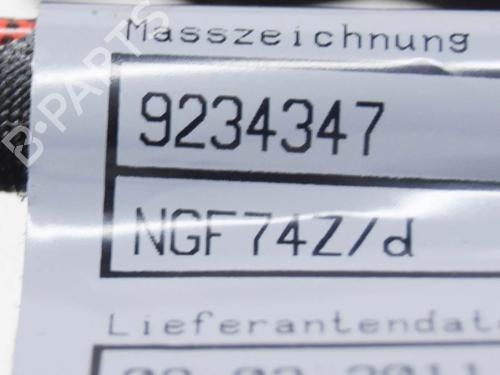 Masszeichnung
9234347
NGF74Z/d
Lieferantendat
B-PARTS